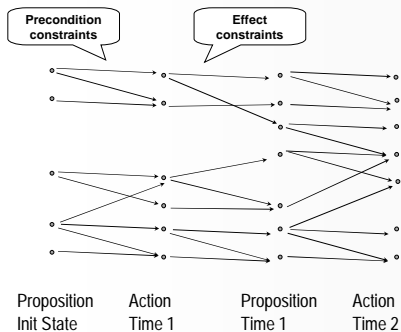 Precondition
constraints
Effect
constraints
Proposition
Init State
Action
Time 1
Proposition
Time 1
Action
Time 2